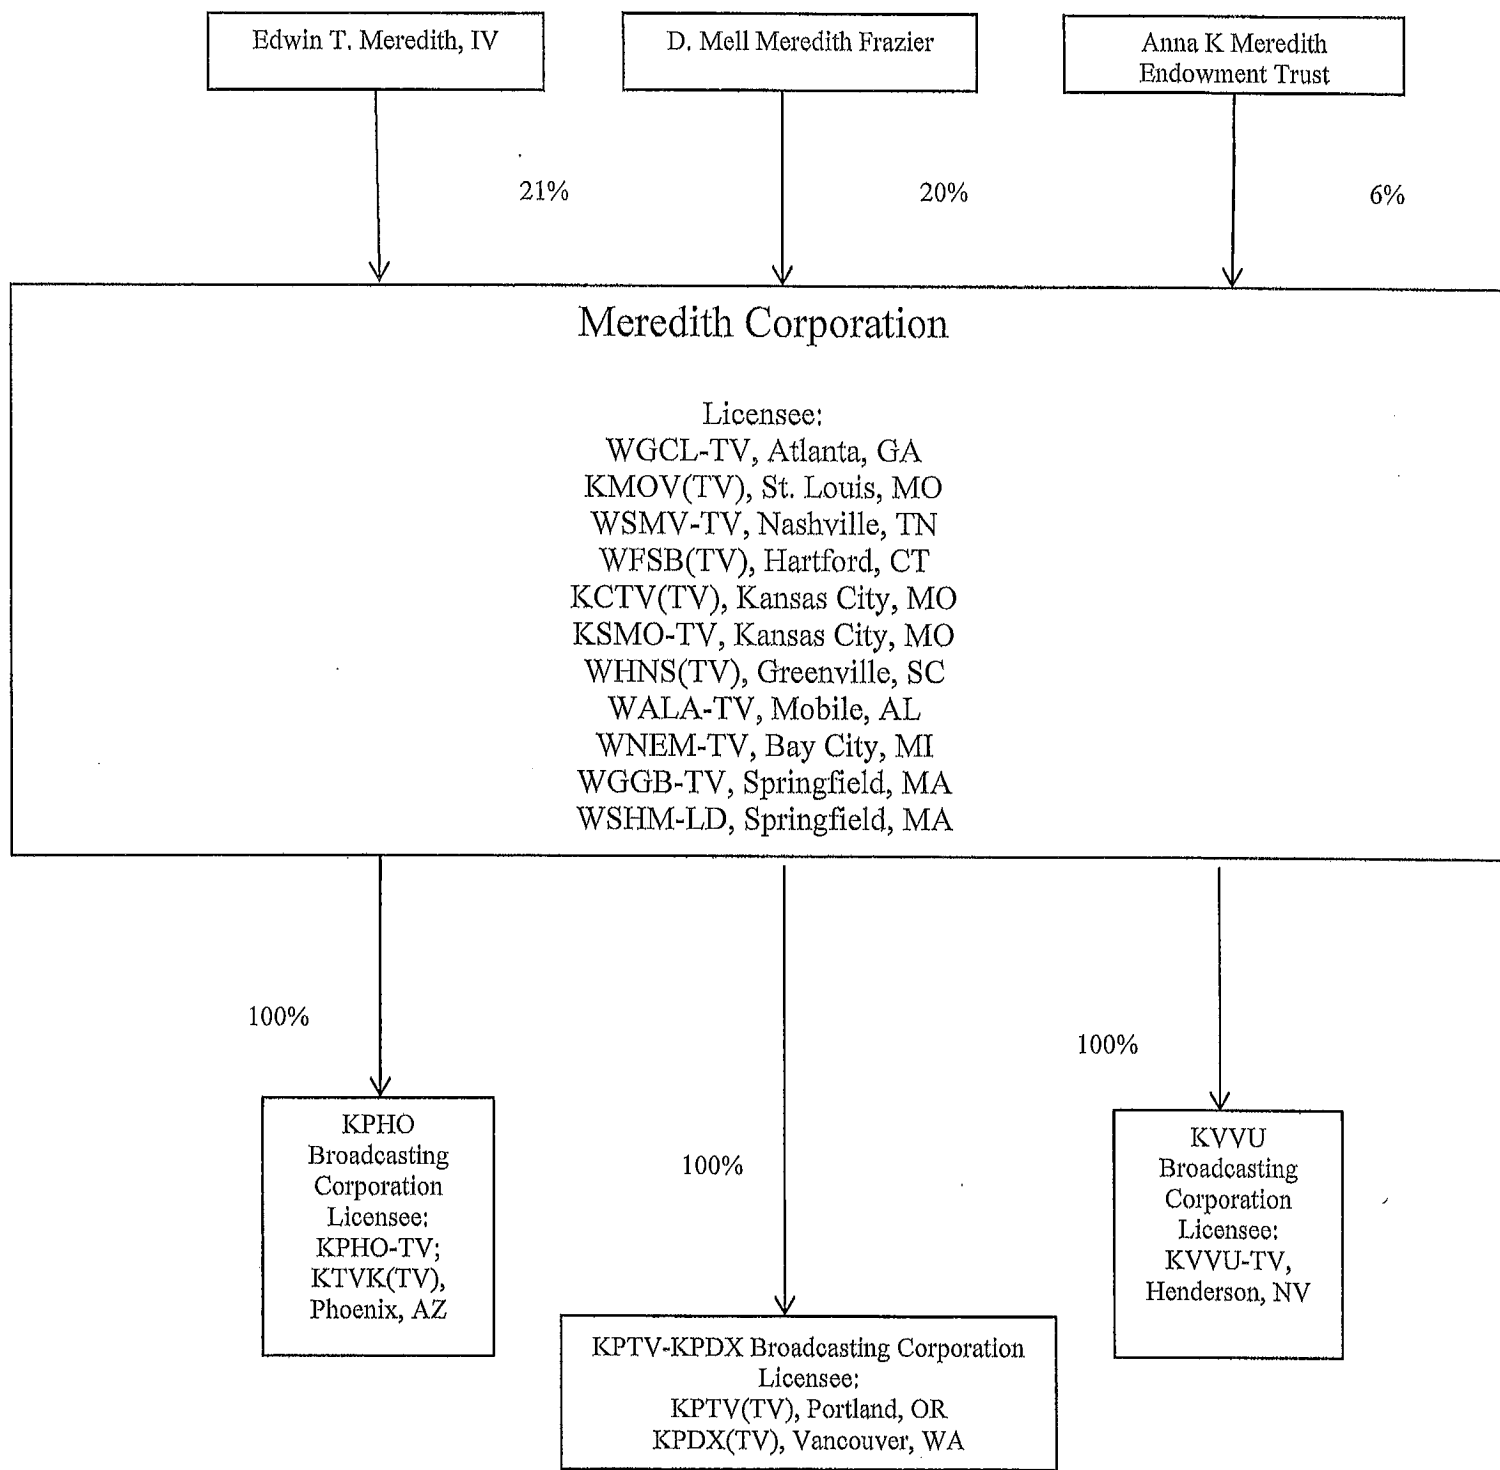 Edwin T. Meredith, IV
D. Mell Meredith Frazier
Anna K Meredith
Endowment Trust
21%
20%
6%
Meredith Corporation
Licensee:
WGCL-TV, Atlanta, GA
KMOV(TV), St. Louis, MO
WSMV-TV, Nashville, TN
WFSB(TV), Hartford, CT
KCTV(TV), Kansas City, MO
KSMO-TV, Kansas City, MO
WHNS(TV), Greenville, SC
WALA-TV, Mobile, AL
WNEM-TV, Bay City, MI
WGGB-TV, Springfield, MA
WSHM-LD, Springfield, MA
100%
100%
100%
KPHO
Broadcasting
Corporation
Licensee:
KPHO-TV;
KTVK(TV),
Phoenix, AZ
KPTV-KPDX Broadcasting Corporation
Licensee:
KPTV(TV), Portland, OR
KPDX(TV), Vancouver, WA
KVVU
Broadcasting
Corporation
Licensee:
KVVU-TV,
Henderson, NV